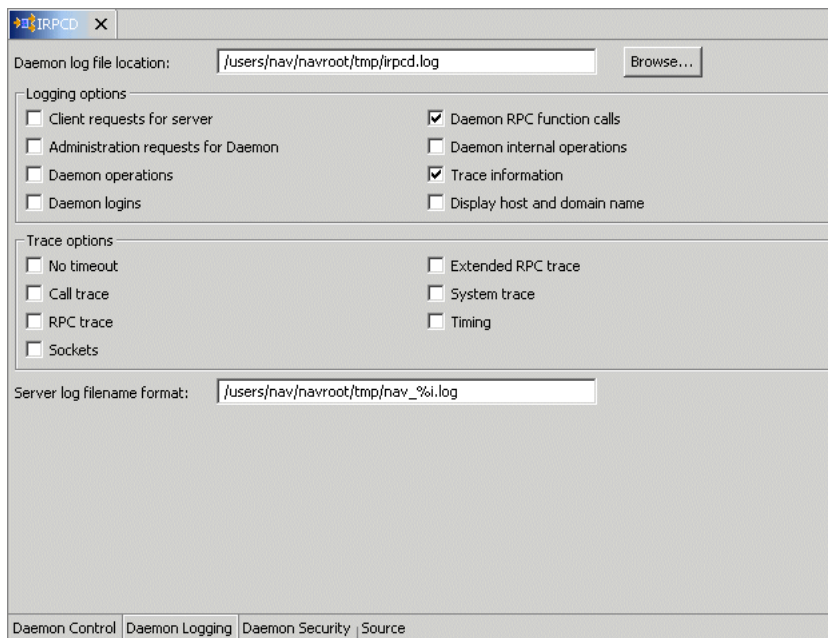 IRPCD X
Daemon log file location: /users/nav/navroot/tmp/irpcd.log Browse...
Logging options
Client requests for server Daemon RPC function calls
Administration requests for Daemon Daemon internal operations
Daemon operations Trace information
Daemon logins Display host and domain name
Trace options
No timeout Extended RPC trace
Call trace System trace
RPC trace Timing
Sockets
Server log filename format: /users/nav/navroot/tmp/nav_%i.log
Daemon Control Daemon Logging Daemon Security Source